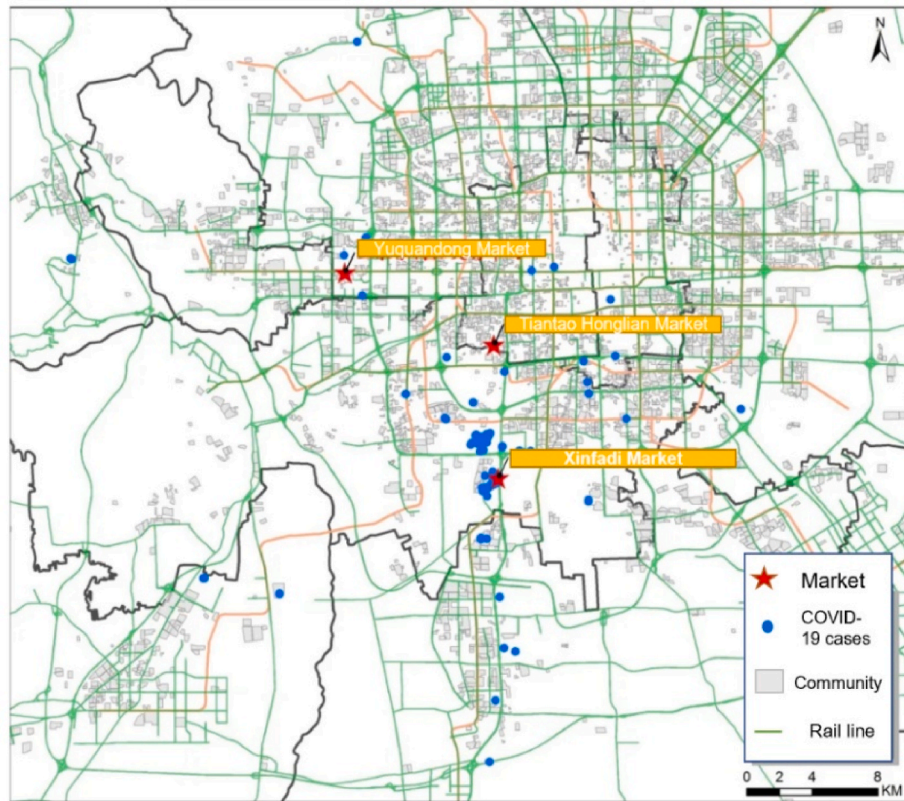 N
Yuquandong Market
Tiantao Honglian Market
Xinfadi Market
Market
COVID-
19 cases
Community
Rail line
0 2 4 8
KM